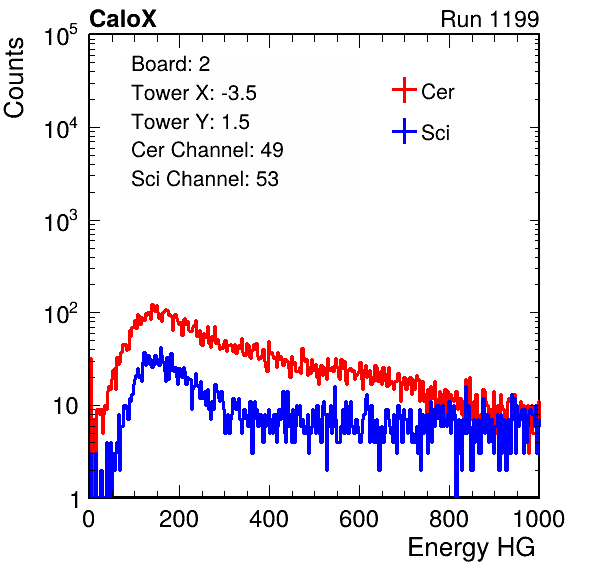 CaloX Run 1199
Counts
10^5
10^4
10^3
10^2
10
1
Board: 2
Tower X: -3.5
Tower Y: 1.5
Cer Channel: 49
Sci Channel: 53
Cer
Sci
0 200 400 600 800 1000
Energy HG